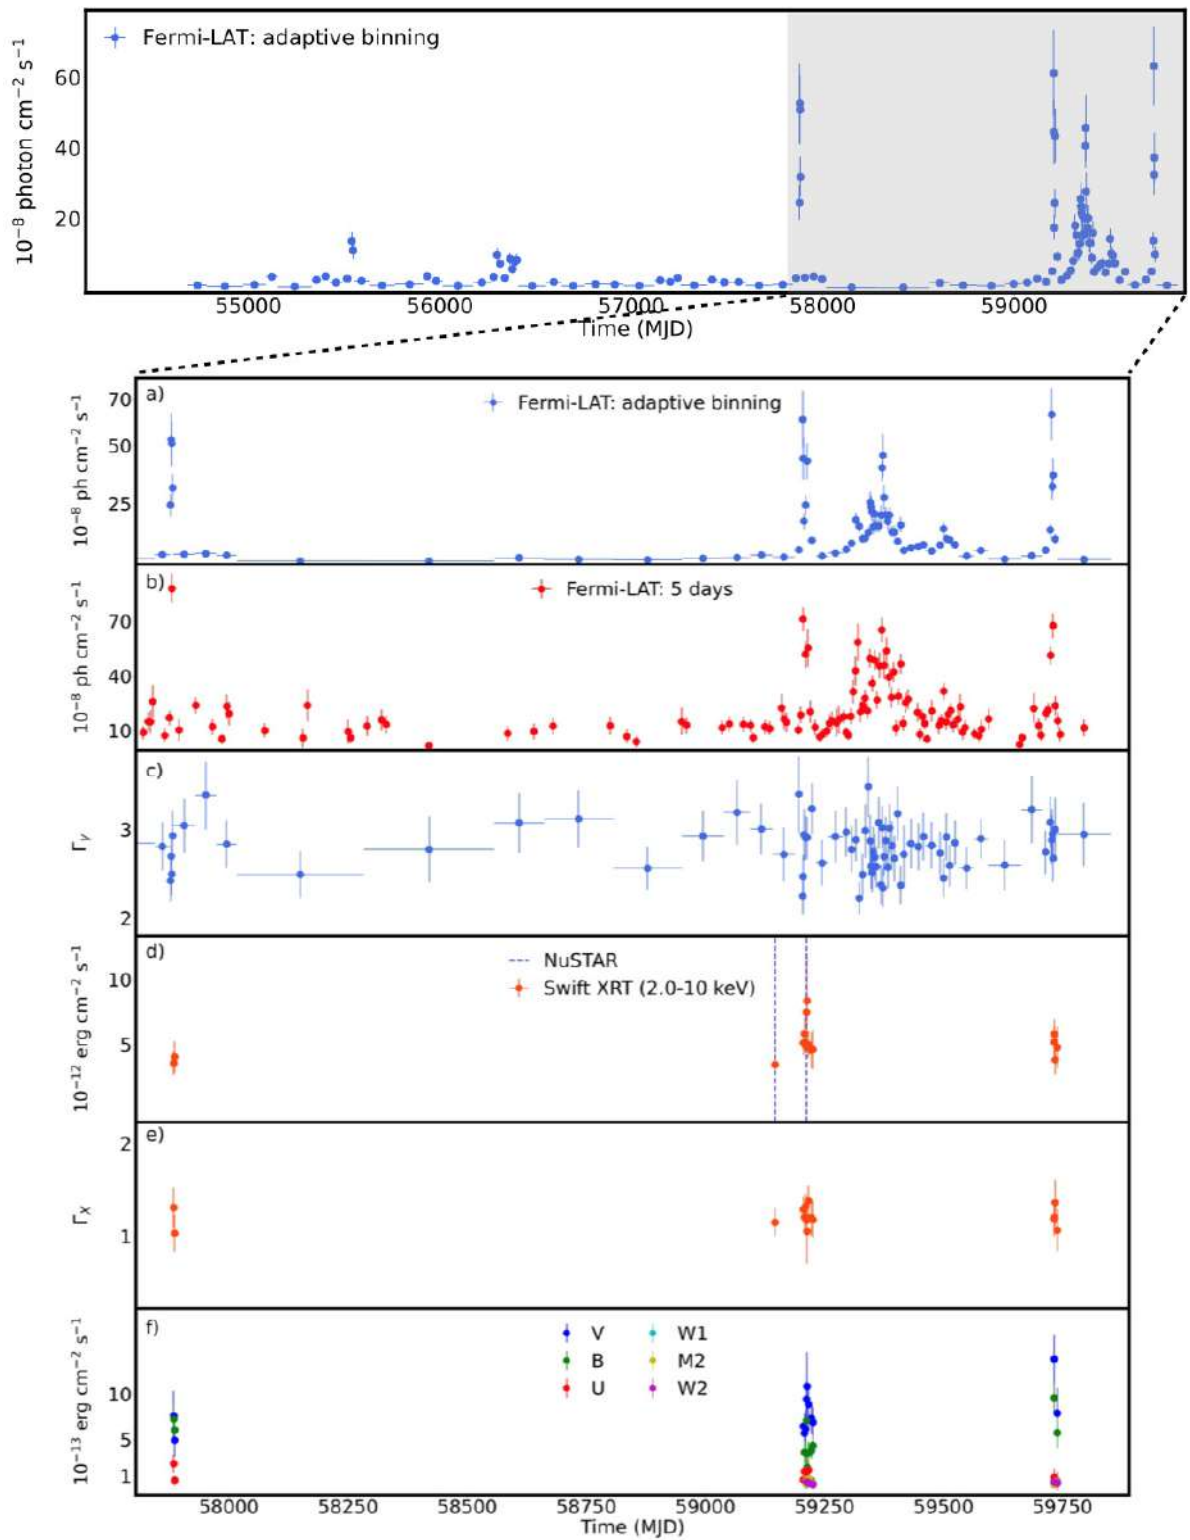 Fermi-LAT: adaptive binning
10⁻⁸ photon cm⁻² s⁻¹
60
40
20
55000 56000 57000 58000 59000
Time (MJD)
a)
Fermi-LAT: adaptive binning
10⁻⁸ ph cm⁻² s⁻¹
70
50
25
b)
Fermi-LAT: 5 days
10⁻⁸ ph cm⁻² s⁻¹
70
40
10
c)
Γγ
3
2
d)
NuSTAR
Swift XRT (2.0-10 keV)
10⁻¹² erg cm⁻² s⁻¹
10
5
e)
ΓX
2
1
f)
V W1
B M2
U W2
10⁻¹³ erg cm⁻² s⁻¹
10
5
1
58000 58250 58500 58750 59000 59250 59500 59750
Time (MJD)